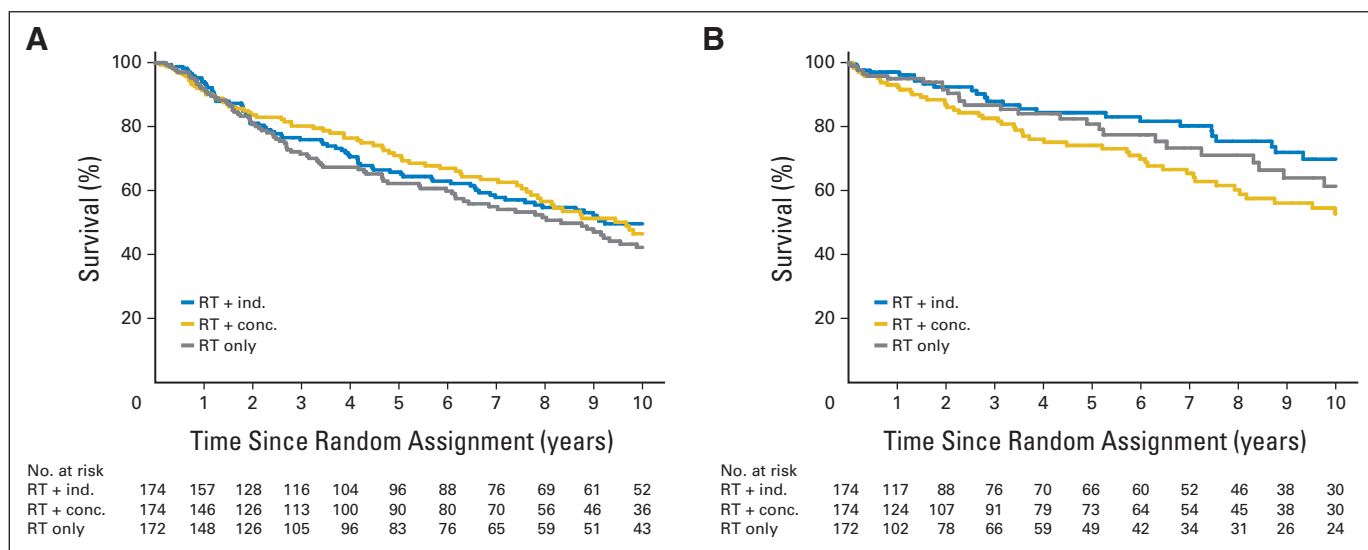 A
100
80
60
40
20
0
Survival (%)
RT + ind.
RT + conc.
RT only
1 2 3 4 5 6 7 8 9 10
Time Since Random Assignment (years)
No. at risk
RT + ind. 174 157 128 116 104 96 88 76 69 61 52
RT + conc. 174 146 126 113 100 90 80 70 56 46 36
RT only 172 148 126 105 96 83 76 65 59 51 43
B
100
80
60
40
20
0
Survival (%)
RT + ind.
RT + conc.
RT only
1 2 3 4 5 6 7 8 9 10
Time Since Random Assignment (years)
No. at risk
RT + ind. 174 117 88 76 70 66 60 52 46 38 30
RT + conc. 174 124 107 91 79 73 64 54 45 38 30
RT only 172 102 78 66 59 49 42 34 31 26 24